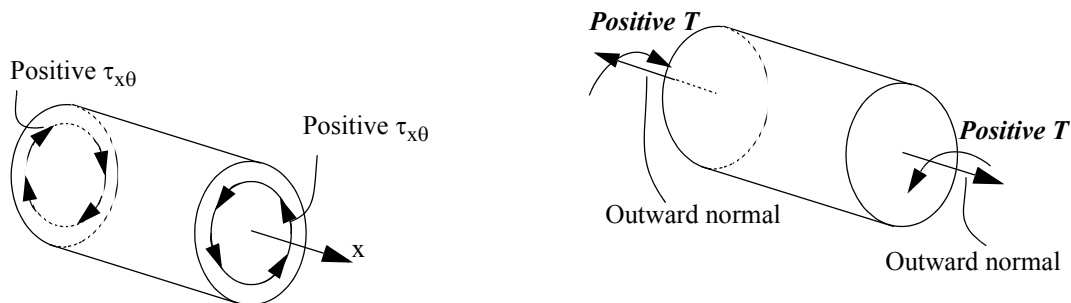 Positive τxθ
Positive τxθ
x
Positive T
Positive T
Outward normal
Outward normal